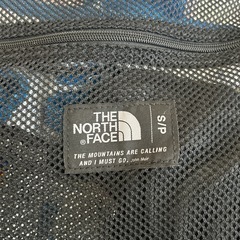 THE
NORTH
FACE
S/P
THE MOUNTAINS ARE CALLING
AND I MUST GO. John Muir